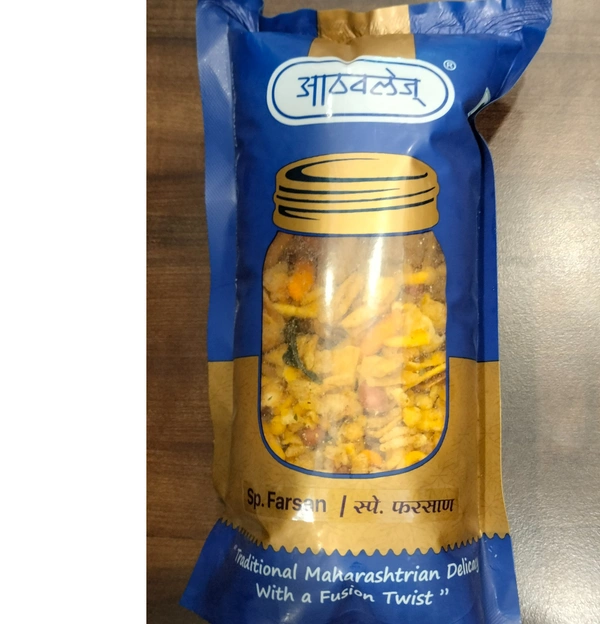 आठवलेज्
®
Sp. Farsan | स्पे. फरसाण
"Traditional Maharashtrian Delicacy
With a Fusion Twist "